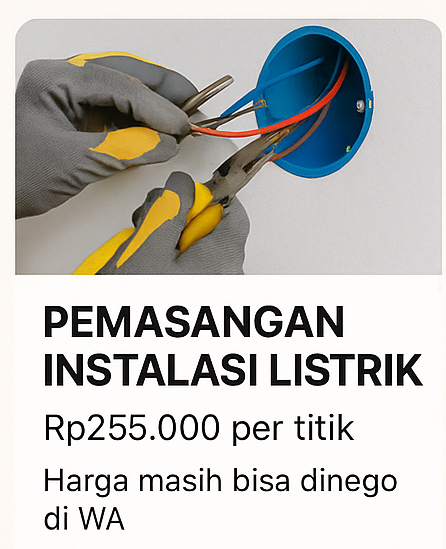 PEMASANGAN
INSTALASI LISTRIK
Rp255.000 per titik
Harga masih bisa dinego
di WA